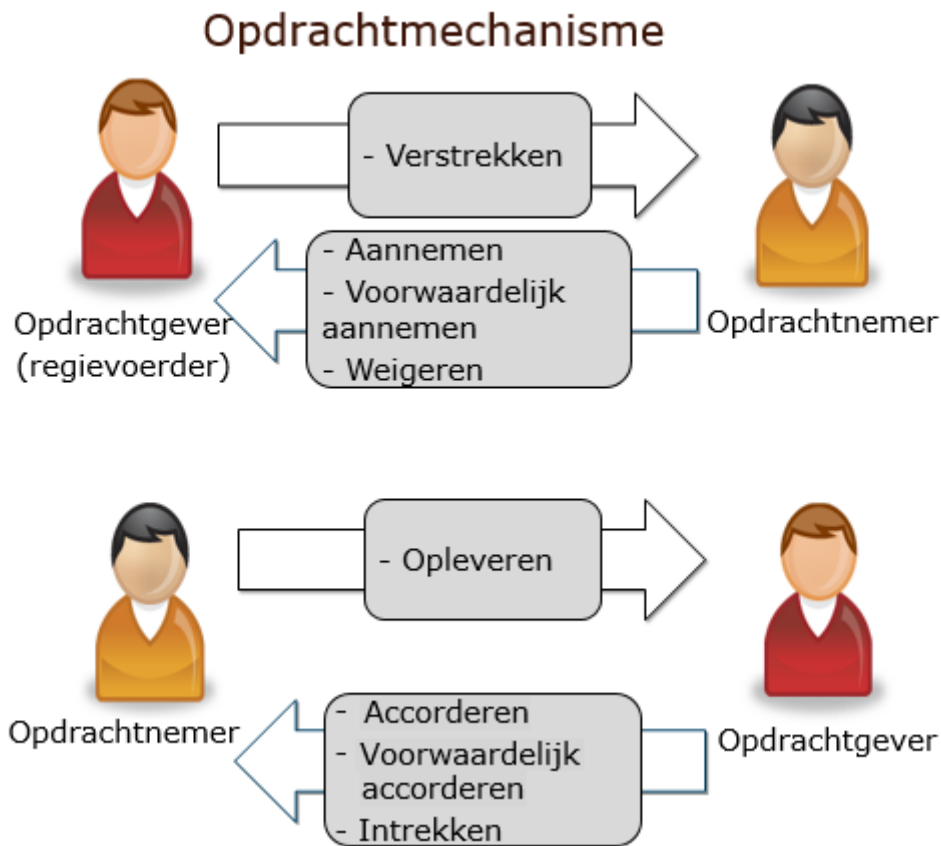 Opdrachtmechanisme
- Verstrekken
- Aannemen
- Voorwaardelijk
aannemen
- Weigeren
Opdrachtgever
(regievoerder)
Opdrachtnemer
- Opleveren
- Accorderen
- Voorwaardelijk
accorderen
- Intrekken
Opdrachtnemer
Opdrachtgever